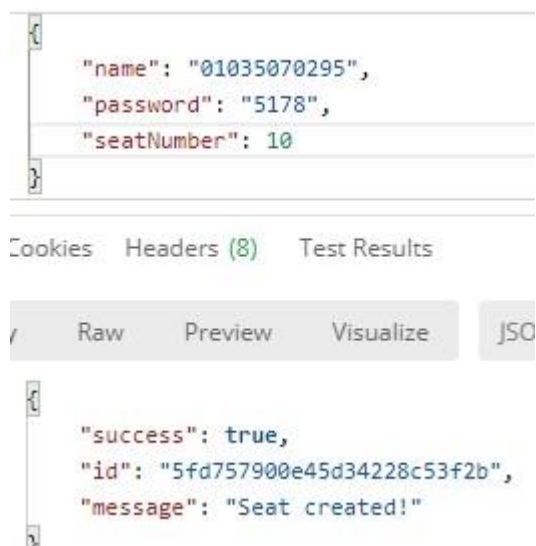 {
"name": "01035070295",
"password": "5178",
"seatNumber": 10
}
Cookies Headers (8) Test Results
Raw Preview Visualize JSO
{
"success": true,
"id": "5fd757900e45d34228c53f2b",
"message": "Seat created!"
}